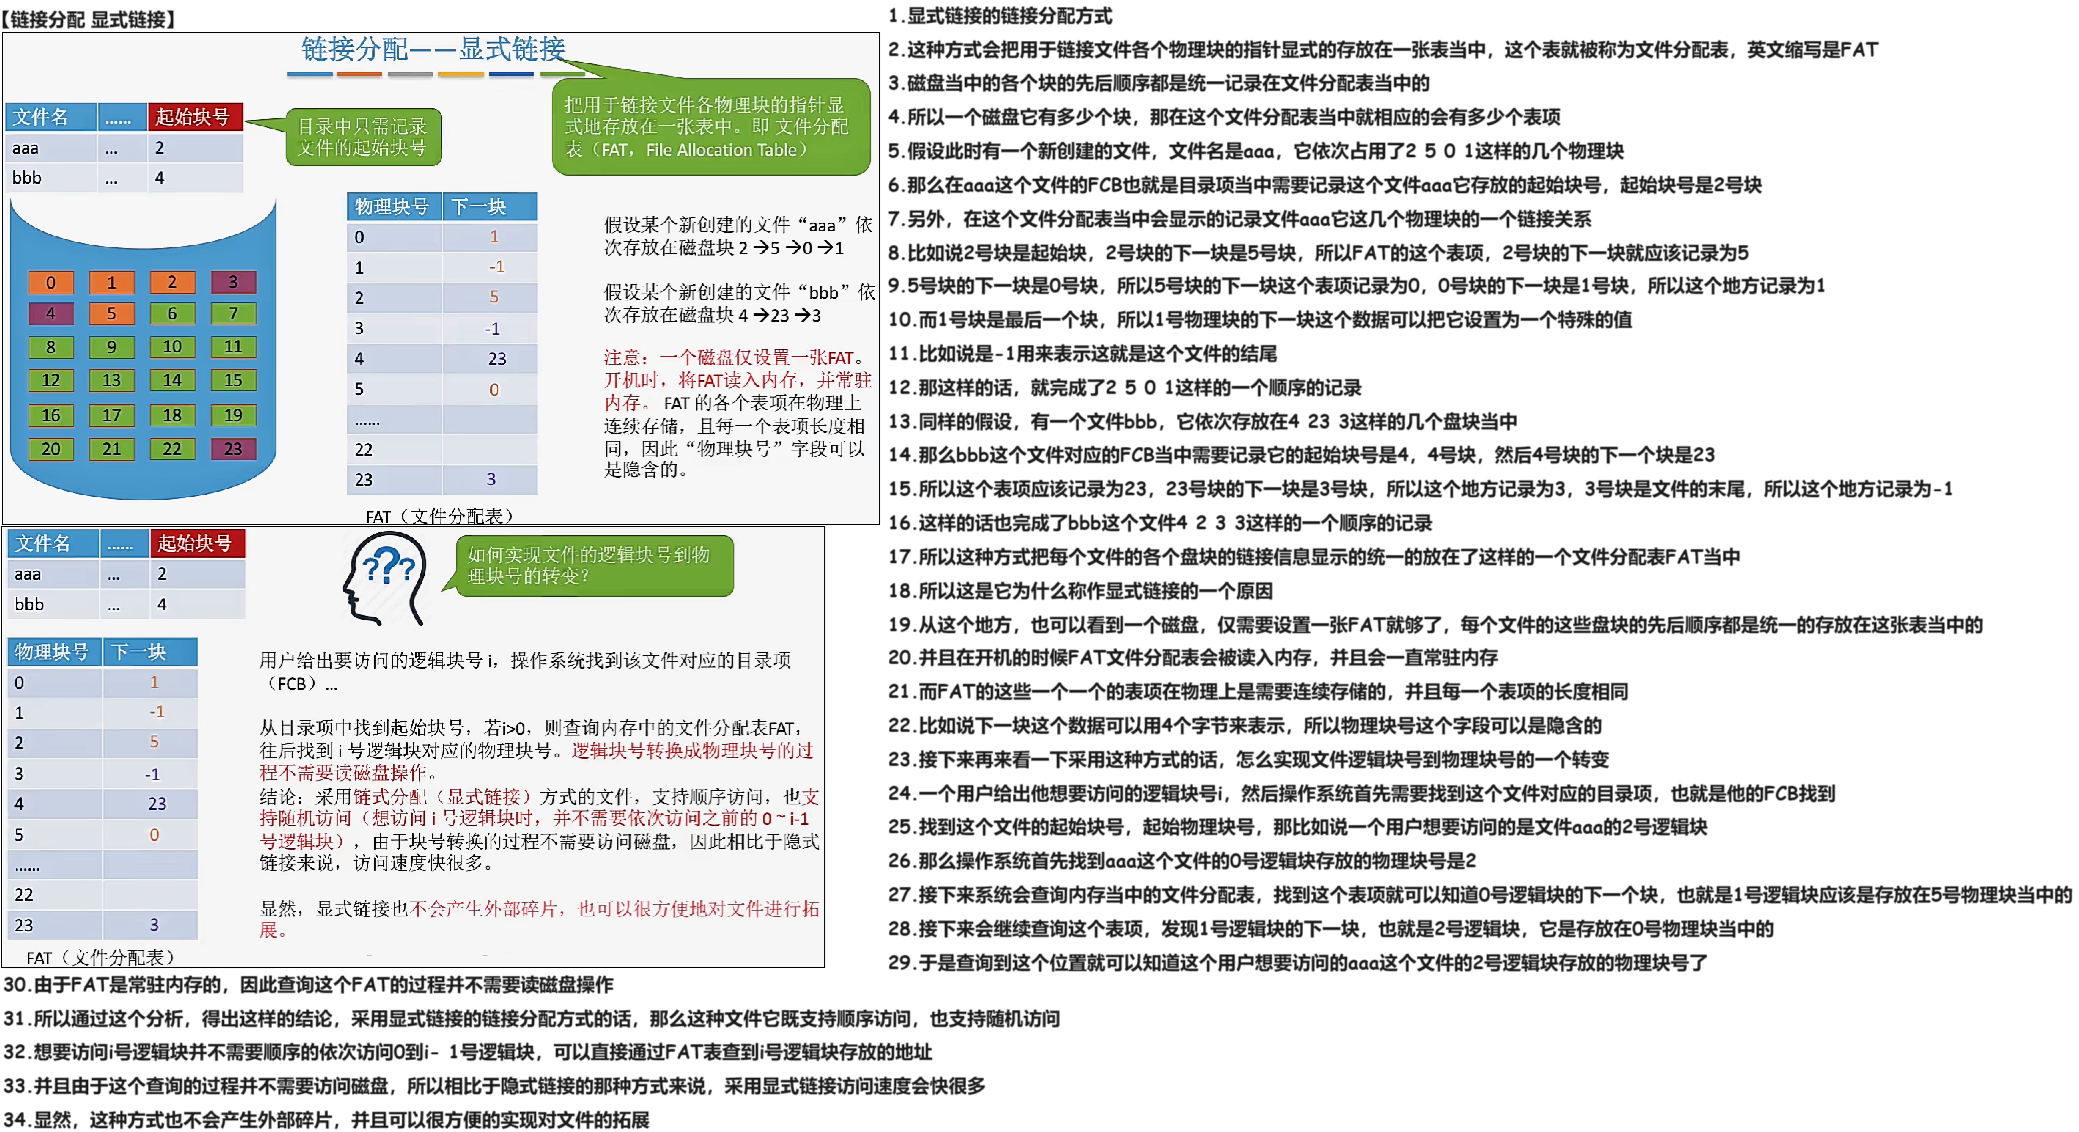 【链接分配 显式链接】
链接分配——显式链接
把用于链接文件各物理块的指针显
式地存放在一张表中。即 文件分配
表（FAT，File Allocation Table）
文件名 …… 起始块号
aaa … 2
bbb … 4
目录中只需记录
文件的起始块号
0 1 2 3
4 5 6 7
8 9 10 11
12 13 14 15
16 17 18 19
20 21 22 23
物理块号 下一块
0 1
1 -1
2 5
3 -1
4 23
5 0
……
22
23 3
FAT（文件分配表）
假设某个新创建的文件“aaa”依
次存放在磁盘块 2→5→0→1
假设某个新创建的文件“bbb”依
次存放在磁盘块 4→23→3
注意：一个磁盘仅设置一张FAT。
开机时，将FAT读入内存，并常驻
内存。 FAT 的各个表项在物理上
连续存储，且每一个表项长度相
同，因此“物理块号”字段可以
是隐含的。
文件名 …… 起始块号
aaa … 2
bbb … 4
???
如何实现文件的逻辑块号到物
理块号的转变？
物理块号 下一块
0 1
1 -1
2 5
3 -1
4 23
5 0
……
22
23 3
FAT（文件分配表）
用户给出要访问的逻辑块号 i，操作系统找到该文件对应的目录项
（FCB）…
从目录项中找到起始块号，若i>0，则查询内存中的文件分配表FAT，
往后找到 i 号逻辑块对应的物理块号。逻辑块号转换成物理块号的过
程不需要读磁盘操作。
结论：采用链式分配（显式链接）方式的文件，支持顺序访问，也支
持随机访问（想访问 i 号逻辑块时，并不需要依次访问之前的 0 ~ i-1
号逻辑块），由于块号转换的过程不需要访问磁盘，因此相比于隐式
链接来说，访问速度快很多。
显然，显式链接也不会产生外部碎片，也可以很方便地对文件进行拓
展。
1.显式链接的链接分配方式
2.这种方式会把用于链接文件各个物理块的指针显式的存放在一张表当中，这个表就被称为文件分配表，英文缩写是FAT
3.磁盘当中的各个块的先后顺序都是统一记录在文件分配表当中的
4.所以一个磁盘它有多少个块，那在这个文件分配表当中就相应的会有多少个表项
5.假设此时有一个新创建的文件，文件名是aaa，它依次占用了2 5 0 1这样的几个物理块
6.那么在aaa这个文件的FCB也就是目录项当中需要记录这个文件aaa它存放的起始块号，起始块号是2号块
7.另外，在这个文件分配表当中会显示的记录文件aaa它这几个物理块的一个链接关系
8.比如说2号块是起始块，2号块的下一块是5号块，所以FAT的这个表项，2号块的下一块就应该记录为5
9.5号块的下一块是0号块，所以5号块的下一块这个表项记录为0，0号块的下一块是1号块，所以这个地方记录为1
10.而1号块是最后一个块，所以1号物理块的下一块这个数据可以把它设置为一个特殊的值
11.比如说是-1用来表示这就是这个文件的结尾
12.那这样的话，就完成了2 5 0 1这样的一个顺序的记录
13.同样的假设，有一个文件bbb，它依次存放在4 23 3这样的几个盘块当中
14.那么bbb这个文件对应的FCB当中需要记录它的起始块号是4，4号块，然后4号块的下一个块是23
15.所以这个表项应该记录为23，23号块的下一块是3号块，所以这个地方记录为3，3号块是文件的末尾，所以这个地方记录为-1
16.这样的话也完成了bbb这个文件4 2 3 3这样的一个顺序的记录
17.所以这种方式把每个文件的各个盘块的链接信息显示的统一的放在了这样的一个文件分配表FAT当中
18.所以这是它为什么称作显式链接的一个原因
19.从这个地方，也可以看到一个磁盘，仅需要设置一张FAT就够了，每个文件的这些盘块的先后顺序都是统一的存放在这张表当中的
20.并且在开机的时候FAT文件分配表会被读入内存，并且会一直常驻内存
21.而FAT的这些一个一个的表项在物理上是需要连续存储的，并且每一个表项的长度相同
22.比如说下一块这个数据可以用4个字节来表示，所以物理块号这个字段可以是隐含的
23.接下来再来看一下采用这种方式的话，怎么实现文件逻辑块号到物理块号的一个转变
24.一个用户给出他想要访问的逻辑块号i，然后操作系统首先需要找到这个文件对应的目录项，也就是他的FCB找到
25.找到这个文件的起始块号，起始物理块号，那比如说一个用户想要访问的是文件aaa的2号逻辑块
26.那么操作系统首先找到aaa这个文件的0号逻辑块存放的物理块号是2
27.接下来系统会查询内存当中的文件分配表，找到这个表项就可以知道0号逻辑块的下一个块，也就是1号逻辑块应该是存放在5号物理块当中的
28.接下来会继续查询这个表项，发现1号逻辑块的下一块，也就是2号逻辑块，它是存放在0号物理块当中的
29.于是查询到这个位置就可以知道这个用户想要访问的aaa这个文件的2号逻辑块存放的物理块号了
30.由于FAT是常驻内存的，因此查询这个FAT的过程并不需要读磁盘操作
31.所以通过这个分析，得出这样的结论，采用显式链接的链接分配方式的话，那么这种文件它既支持顺序访问，也支持随机访问
32.想要访问i号逻辑块并不需要顺序的依次访问0到i- 1号逻辑块，可以直接通过FAT表查到i号逻辑块存放的地址
33.并且由于这个查询的过程并不需要访问磁盘，所以相比于隐式链接的那种方式来说，采用显式链接访问速度会快很多
34.显然，这种方式也不会产生外部碎片，并且可以很方便的实现对文件的拓展